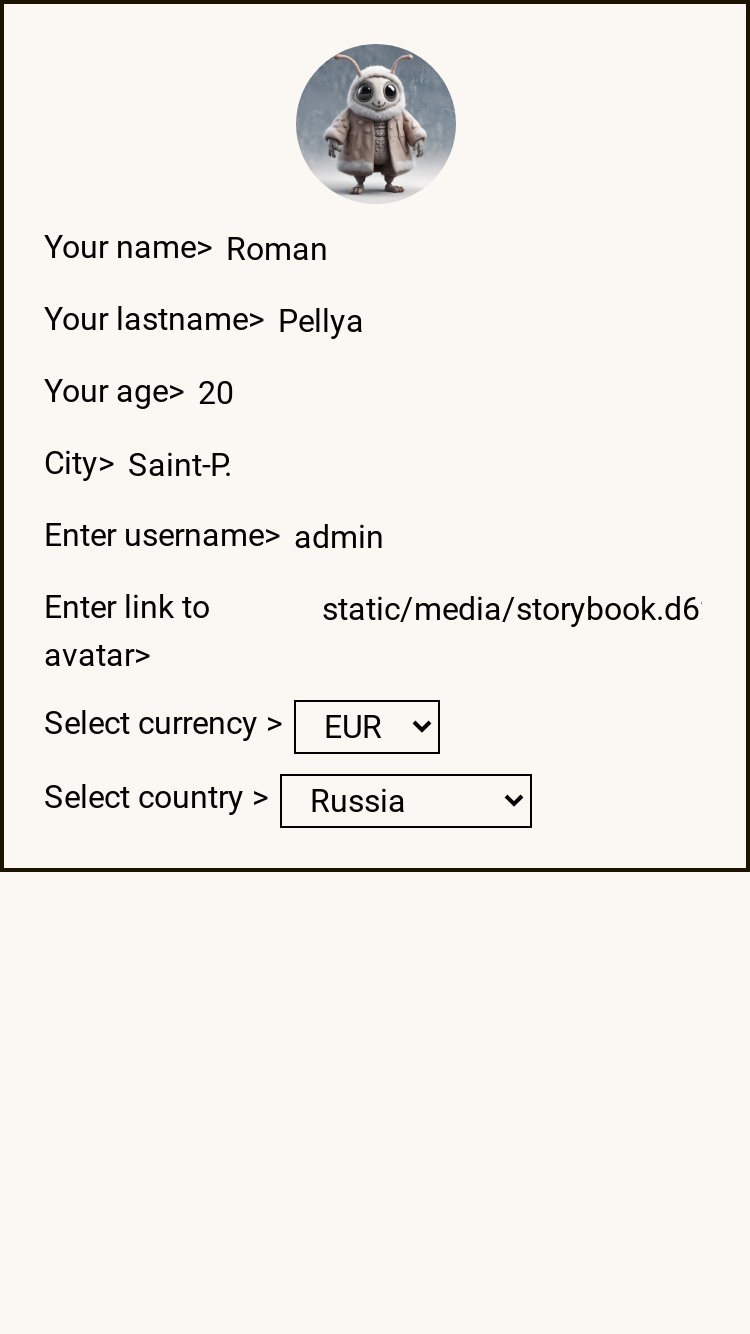 Your name> Roman
Your lastname> Pellya
Your age> 20
City> Saint-P.
Enter username> admin
Enter link to static/media/storybook.d6
avatar>
Select currency > EUR
Select country > Russia